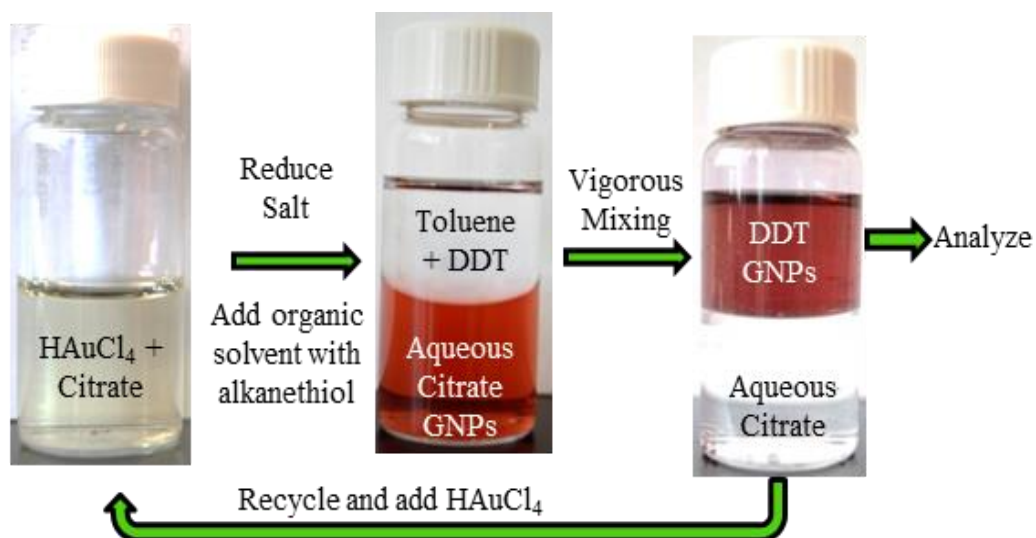 HAuCl₄ +
Citrate
Reduce
Salt
Add organic
solvent with
alkanethiol
Toluene
+ DDT
Aqueous
Citrate
GNPs
Vigorous
Mixing
DDT
GNPs
Aqueous
Citrate
Analyze
Recycle and add HAuCl₄